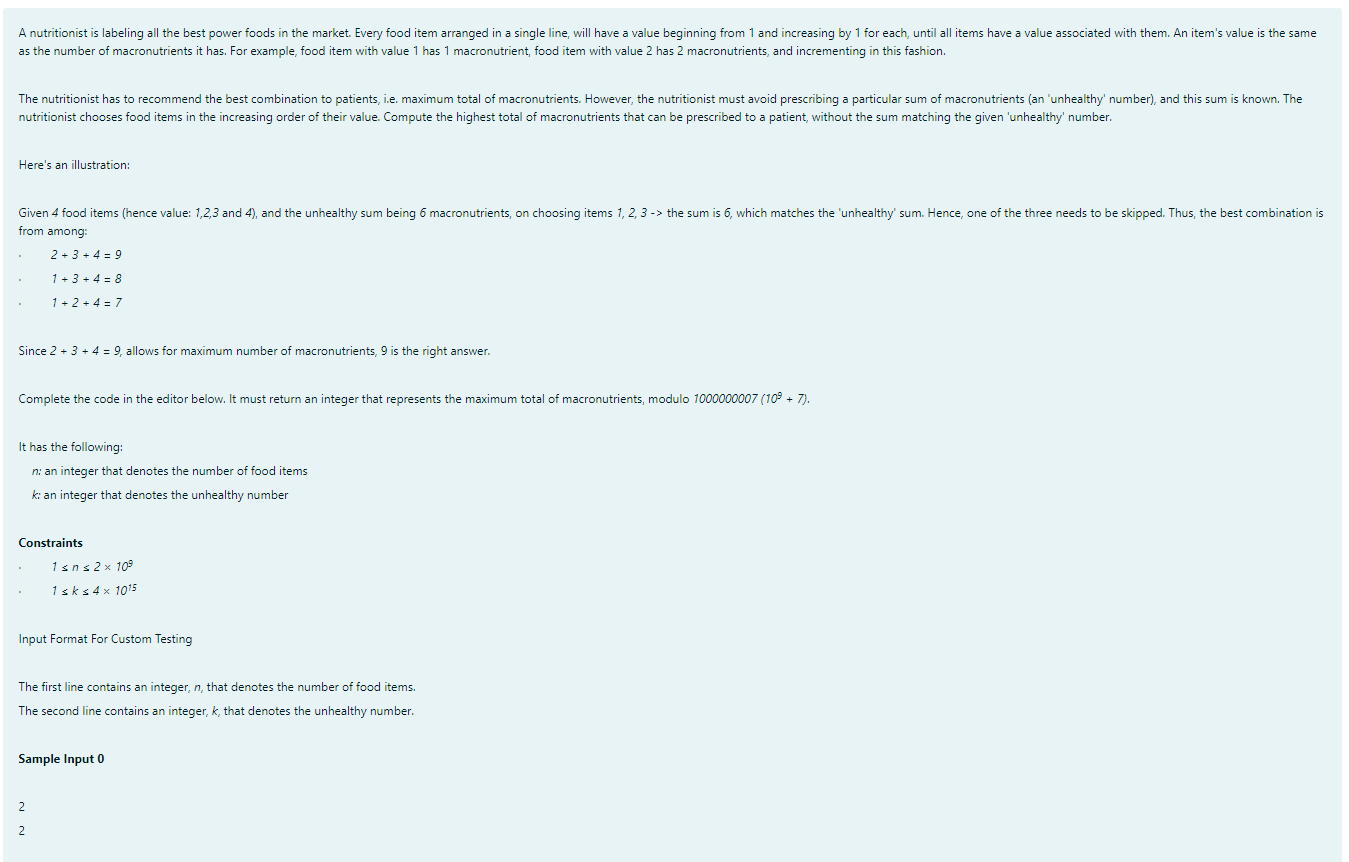 A nutritionist is labeling all the best power foods in the market. Every food item arranged in a single line, will have a value beginning from 1 and increasing by 1 for each, until all items have a value associated with them. An item's value is the same
as the number of macronutrients it has. For example, food item with value 1 has 1 macronutrient, food item with value 2 has 2 macronutrients, and incrementing in this fashion.
The nutritionist has to recommend the best combination to patients, i.e. maximum total of macronutrients. However, the nutritionist must avoid prescribing a particular sum of macronutrients (an 'unhealthy' number), and this sum is known. The
nutritionist chooses food items in the increasing order of their value. Compute the highest total of macronutrients that can be prescribed to a patient, without the sum matching the given 'unhealthy' number.
Here's an illustration:
Given 4 food items (hence value: 1,2,3 and 4), and the unhealthy sum being 6 macronutrients, on choosing items 1, 2, 3 -> the sum is 6, which matches the 'unhealthy' sum. Hence, one of the three needs to be skipped. Thus, the best combination is
from among:
· 2 + 3 + 4 = 9
· 1 + 3 + 4 = 8
· 1 + 2 + 4 = 7
Since 2 + 3 + 4 = 9, allows for maximum number of macronutrients, 9 is the right answer.
Complete the code in the editor below. It must return an integer that represents the maximum total of macronutrients, modulo 1000000007 (10⁹ + 7).
It has the following:
n: an integer that denotes the number of food items
k: an integer that denotes the unhealthy number
Constraints
· 1 ≤ n ≤ 2 × 10⁹
· 1 ≤ k ≤ 4 × 10¹⁵
Input Format For Custom Testing
The first line contains an integer, n, that denotes the number of food items.
The second line contains an integer, k, that denotes the unhealthy number.
Sample Input 0
2
2